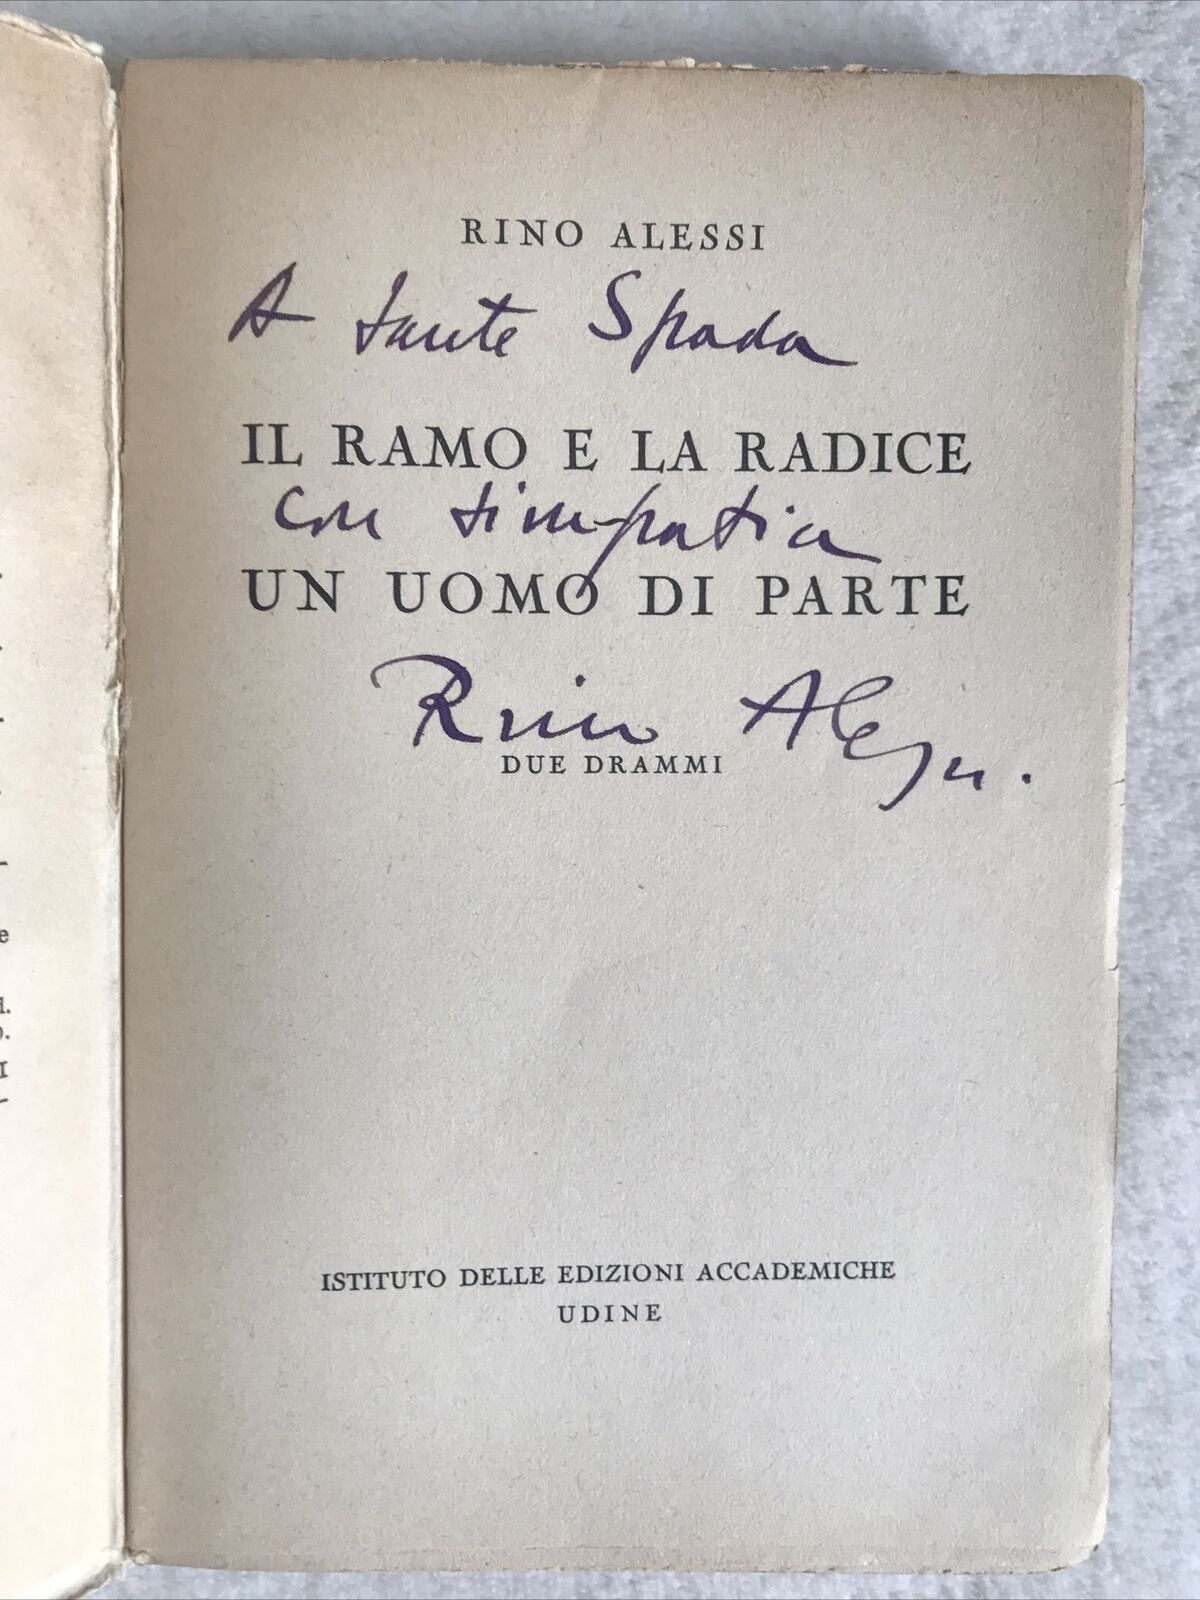 RINO ALESSI
A Sante Spada
IL RAMO E LA RADICE
con simpatia
UN UOMO DI PARTE
Rino Alessi.
DUE DRAMMI
ISTITUTO DELLE EDIZIONI ACCADEMICHE
UDINE